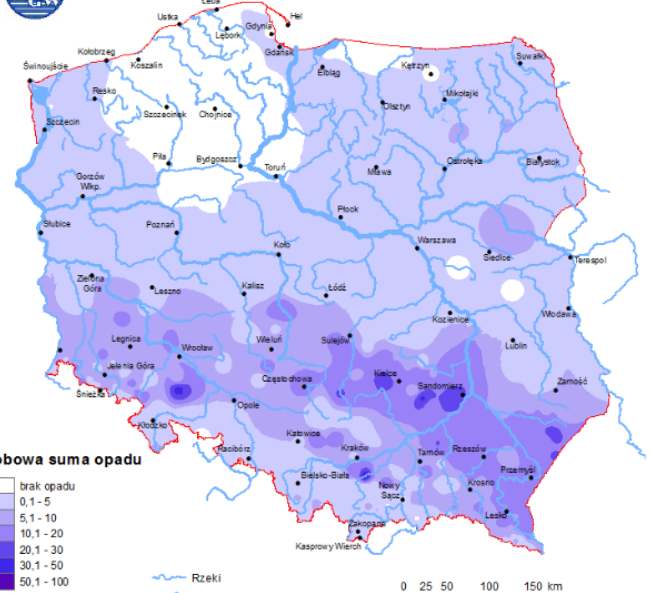 Łeba
Ustka
Hel
Gdynia
Lębork
Gdańsk
Kołobrzeg
Koszalin
Suwałki
Świnoujście
Elbląg
Kętrzyn
Resko
Mikołajki
Szczecinek
Chojnice
Olsztyn
Szczecin
Piła
Bydgoszcz
Toruń
Mława
Ostrołęka
Białystok
Gorzów
Wlkp.
Płock
Słubice
Poznań
Warszawa
Koło
Siedlce
Terespol
Zielona
Góra
Leszno
Kalisz
Łódź
Kozienice
Włodawa
Legnica
Wrocław
Wieluń
Sulejów
Lublin
Jelenia Góra
Częstochowa
Kielce
Sandomierz
Zamość
Śnieżka
Opole
Kłodzko
Katowice
Racibórz
Kraków
Tarnów
Rzeszów
Przemyśl
Bielsko-Biała
Nowy
Sącz
Krosno
Lesko
Zakopane
Kasprowy Wierch
obowa suma opadu
brak opadu
0,1 - 5
5,1 - 10
10,1 - 20
20,1 - 30
30,1 - 50
50,1 - 100
Rzeki
0 25 50 100 150 km